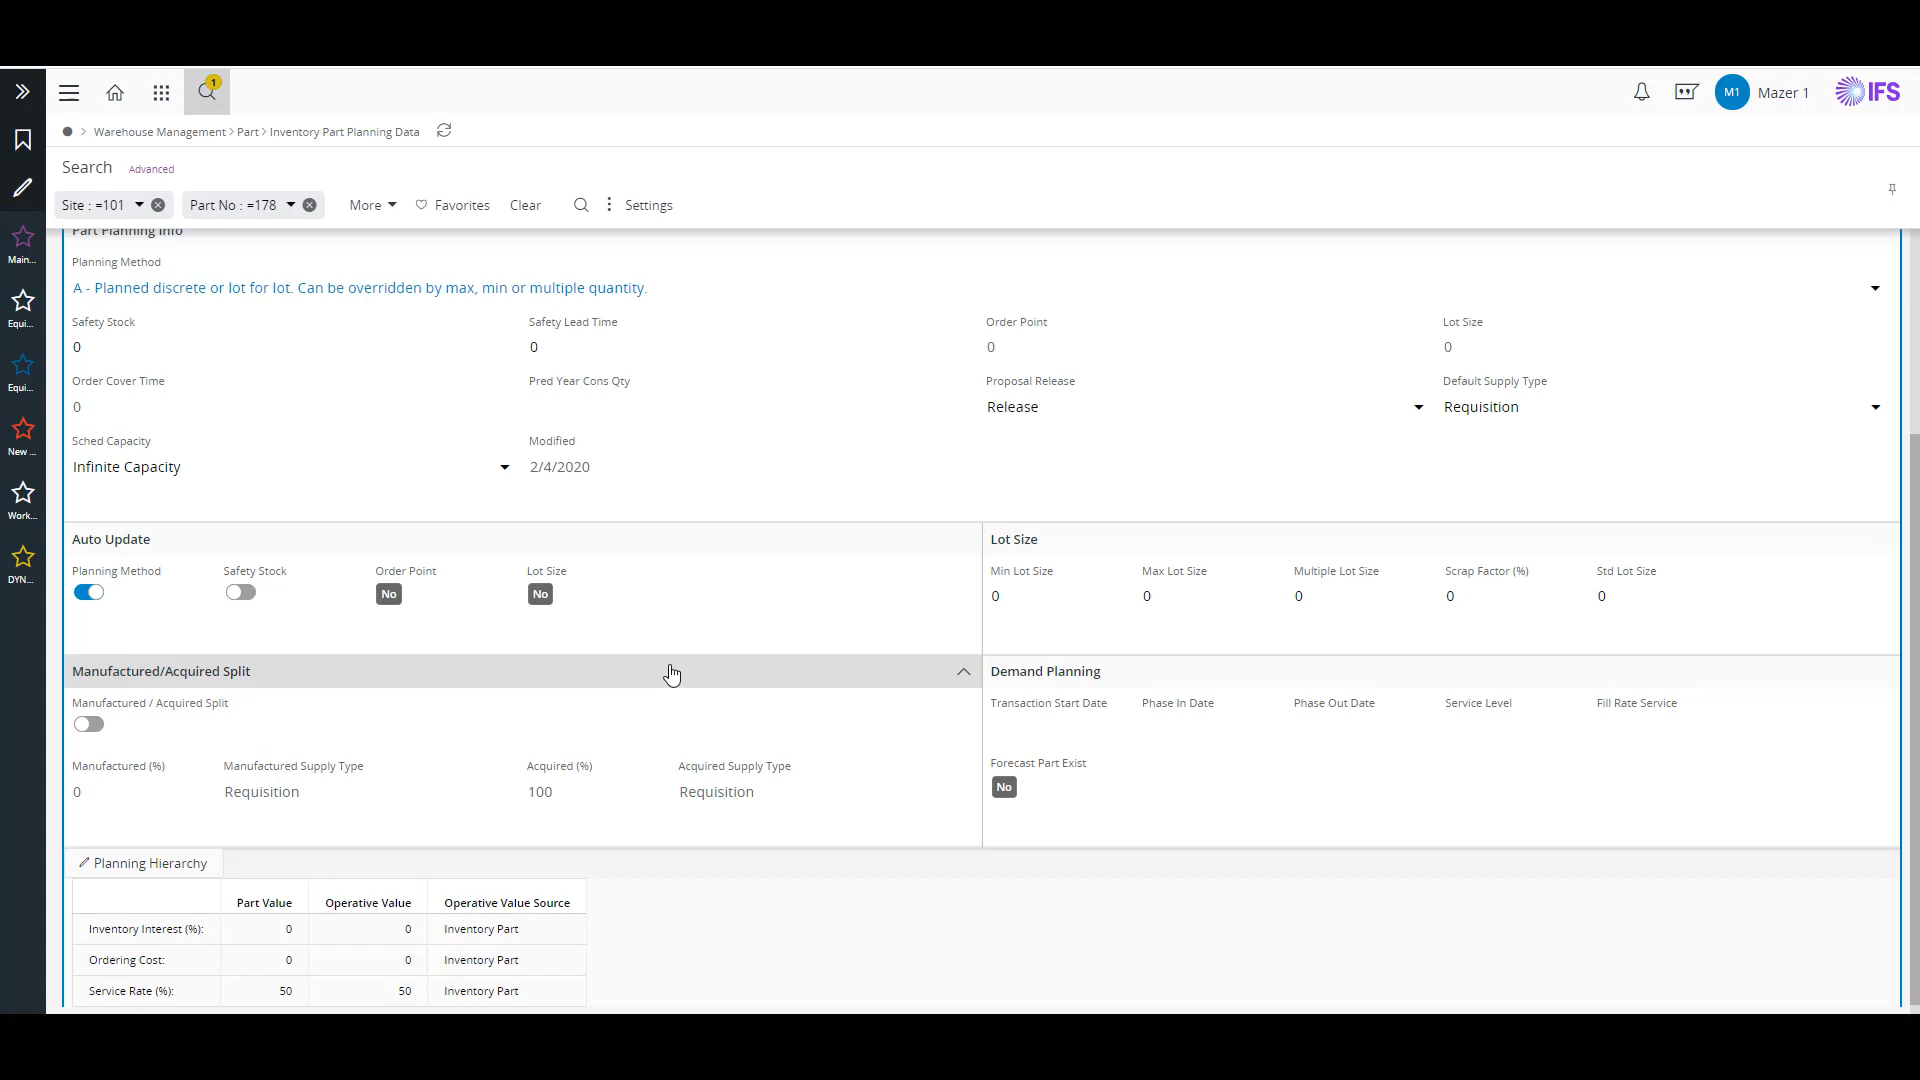 1
M1
Mazer 1
IFS
Warehouse Management > Part > Inventory Part Planning Data
Search Advanced
Site : =101 Part No : =178 More Favorites Clear Settings
Part Planning Info
Planning Method
A - Planned discrete or lot for lot. Can be overridden by max, min or multiple quantity.
Safety Stock Safety Lead Time Order Point Lot Size
0 0 0 0
Order Cover Time Pred Year Cons Qty Proposal Release Default Supply Type
0 Release Requisition
Sched Capacity Modified
Infinite Capacity 2/4/2020
Auto Update
Planning Method Safety Stock Order Point Lot Size
No No
Lot Size
Min Lot Size Max Lot Size Multiple Lot Size Scrap Factor (%) Std Lot Size
0 0 0 0 0
Manufactured/Acquired Split
Manufactured / Acquired Split
Manufactured (%) Manufactured Supply Type Acquired (%) Acquired Supply Type
0 Requisition 100 Requisition
Demand Planning
Transaction Start Date Phase In Date Phase Out Date Service Level Fill Rate Service
Forecast Part Exist
No
Planning Hierarchy
Part Value Operative Value Operative Value Source
Inventory Interest (%): 0 0 Inventory Part
Ordering Cost: 0 0 Inventory Part
Service Rate (%): 50 50 Inventory Part
Main...
Equi...
Equi...
New ...
Work...
DYN...